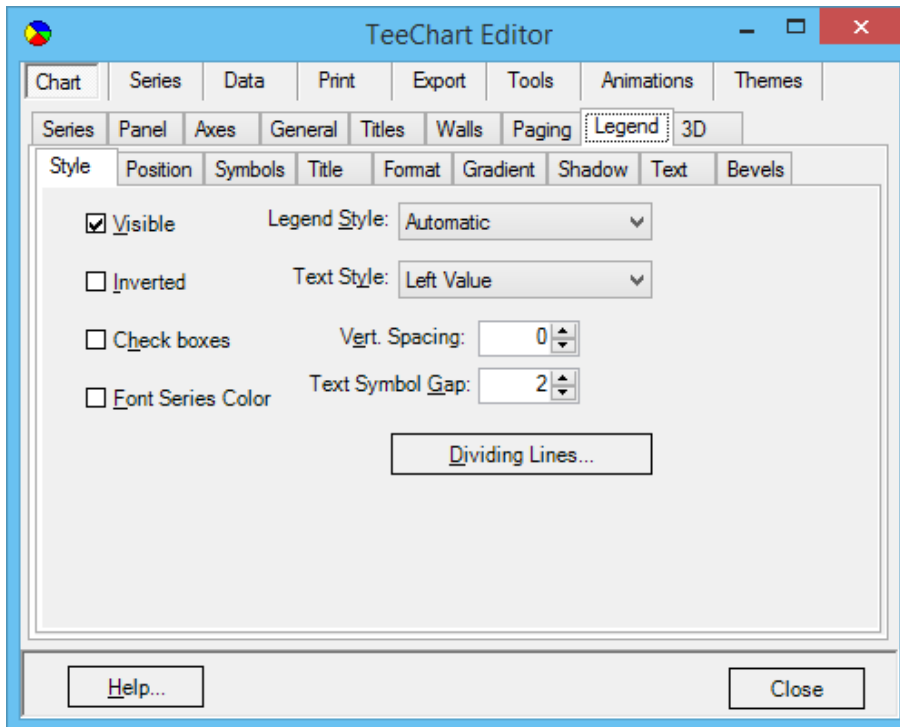 TeeChart Editor
Chart Series Data Print Export Tools Animations Themes
Series Panel Axes General Titles Walls Paging Legend 3D
Style Position Symbols Title Format Gradient Shadow Text Bevels
Visible Legend Style: Automatic
Inverted Text Style: Left Value
Check boxes Vert. Spacing: 0
Font Series Color Text Symbol Gap: 2
Dividing Lines...
Help... Close